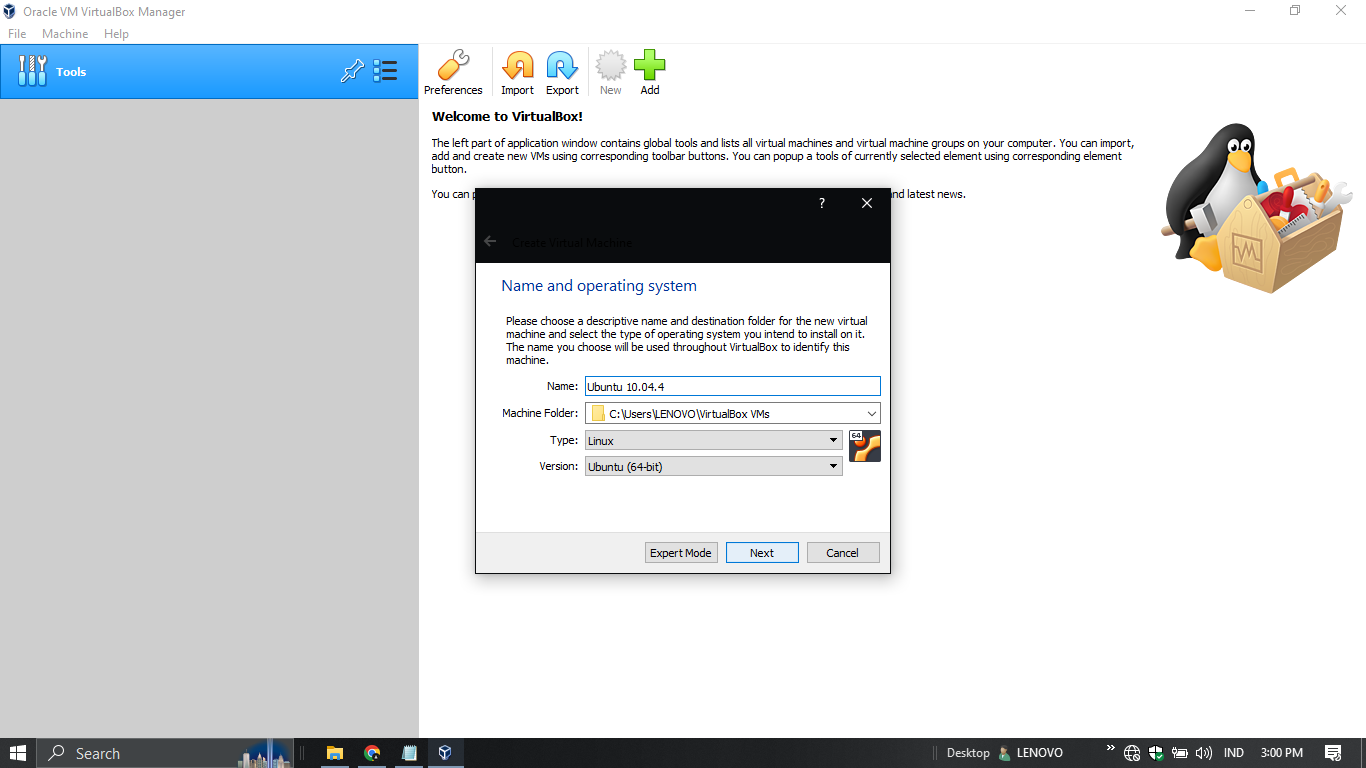 Oracle VM VirtualBox Manager
File Machine Help
Tools
Preferences Import Export New Add
Welcome to VirtualBox!
The left part of application window contains global tools and lists all virtual machines and virtual machine groups on your computer. You can import,
add and create new VMs using corresponding toolbar buttons. You can popup a tools of currently selected element using corresponding element
button.
You can
and latest news.
?
Create Virtual Machine
Name and operating system
Please choose a descriptive name and destination folder for the new virtual
machine and select the type of operating system you intend to install on it.
The name you choose will be used throughout VirtualBox to identify this
machine.
Name: Ubuntu 10.04.4
Machine Folder: C:\Users\LENOVO\VirtualBox VMs
Type: Linux
64
Version: Ubuntu (64-bit)
Expert Mode Next Cancel
Search
Desktop LENOVO IND 3:00 PM